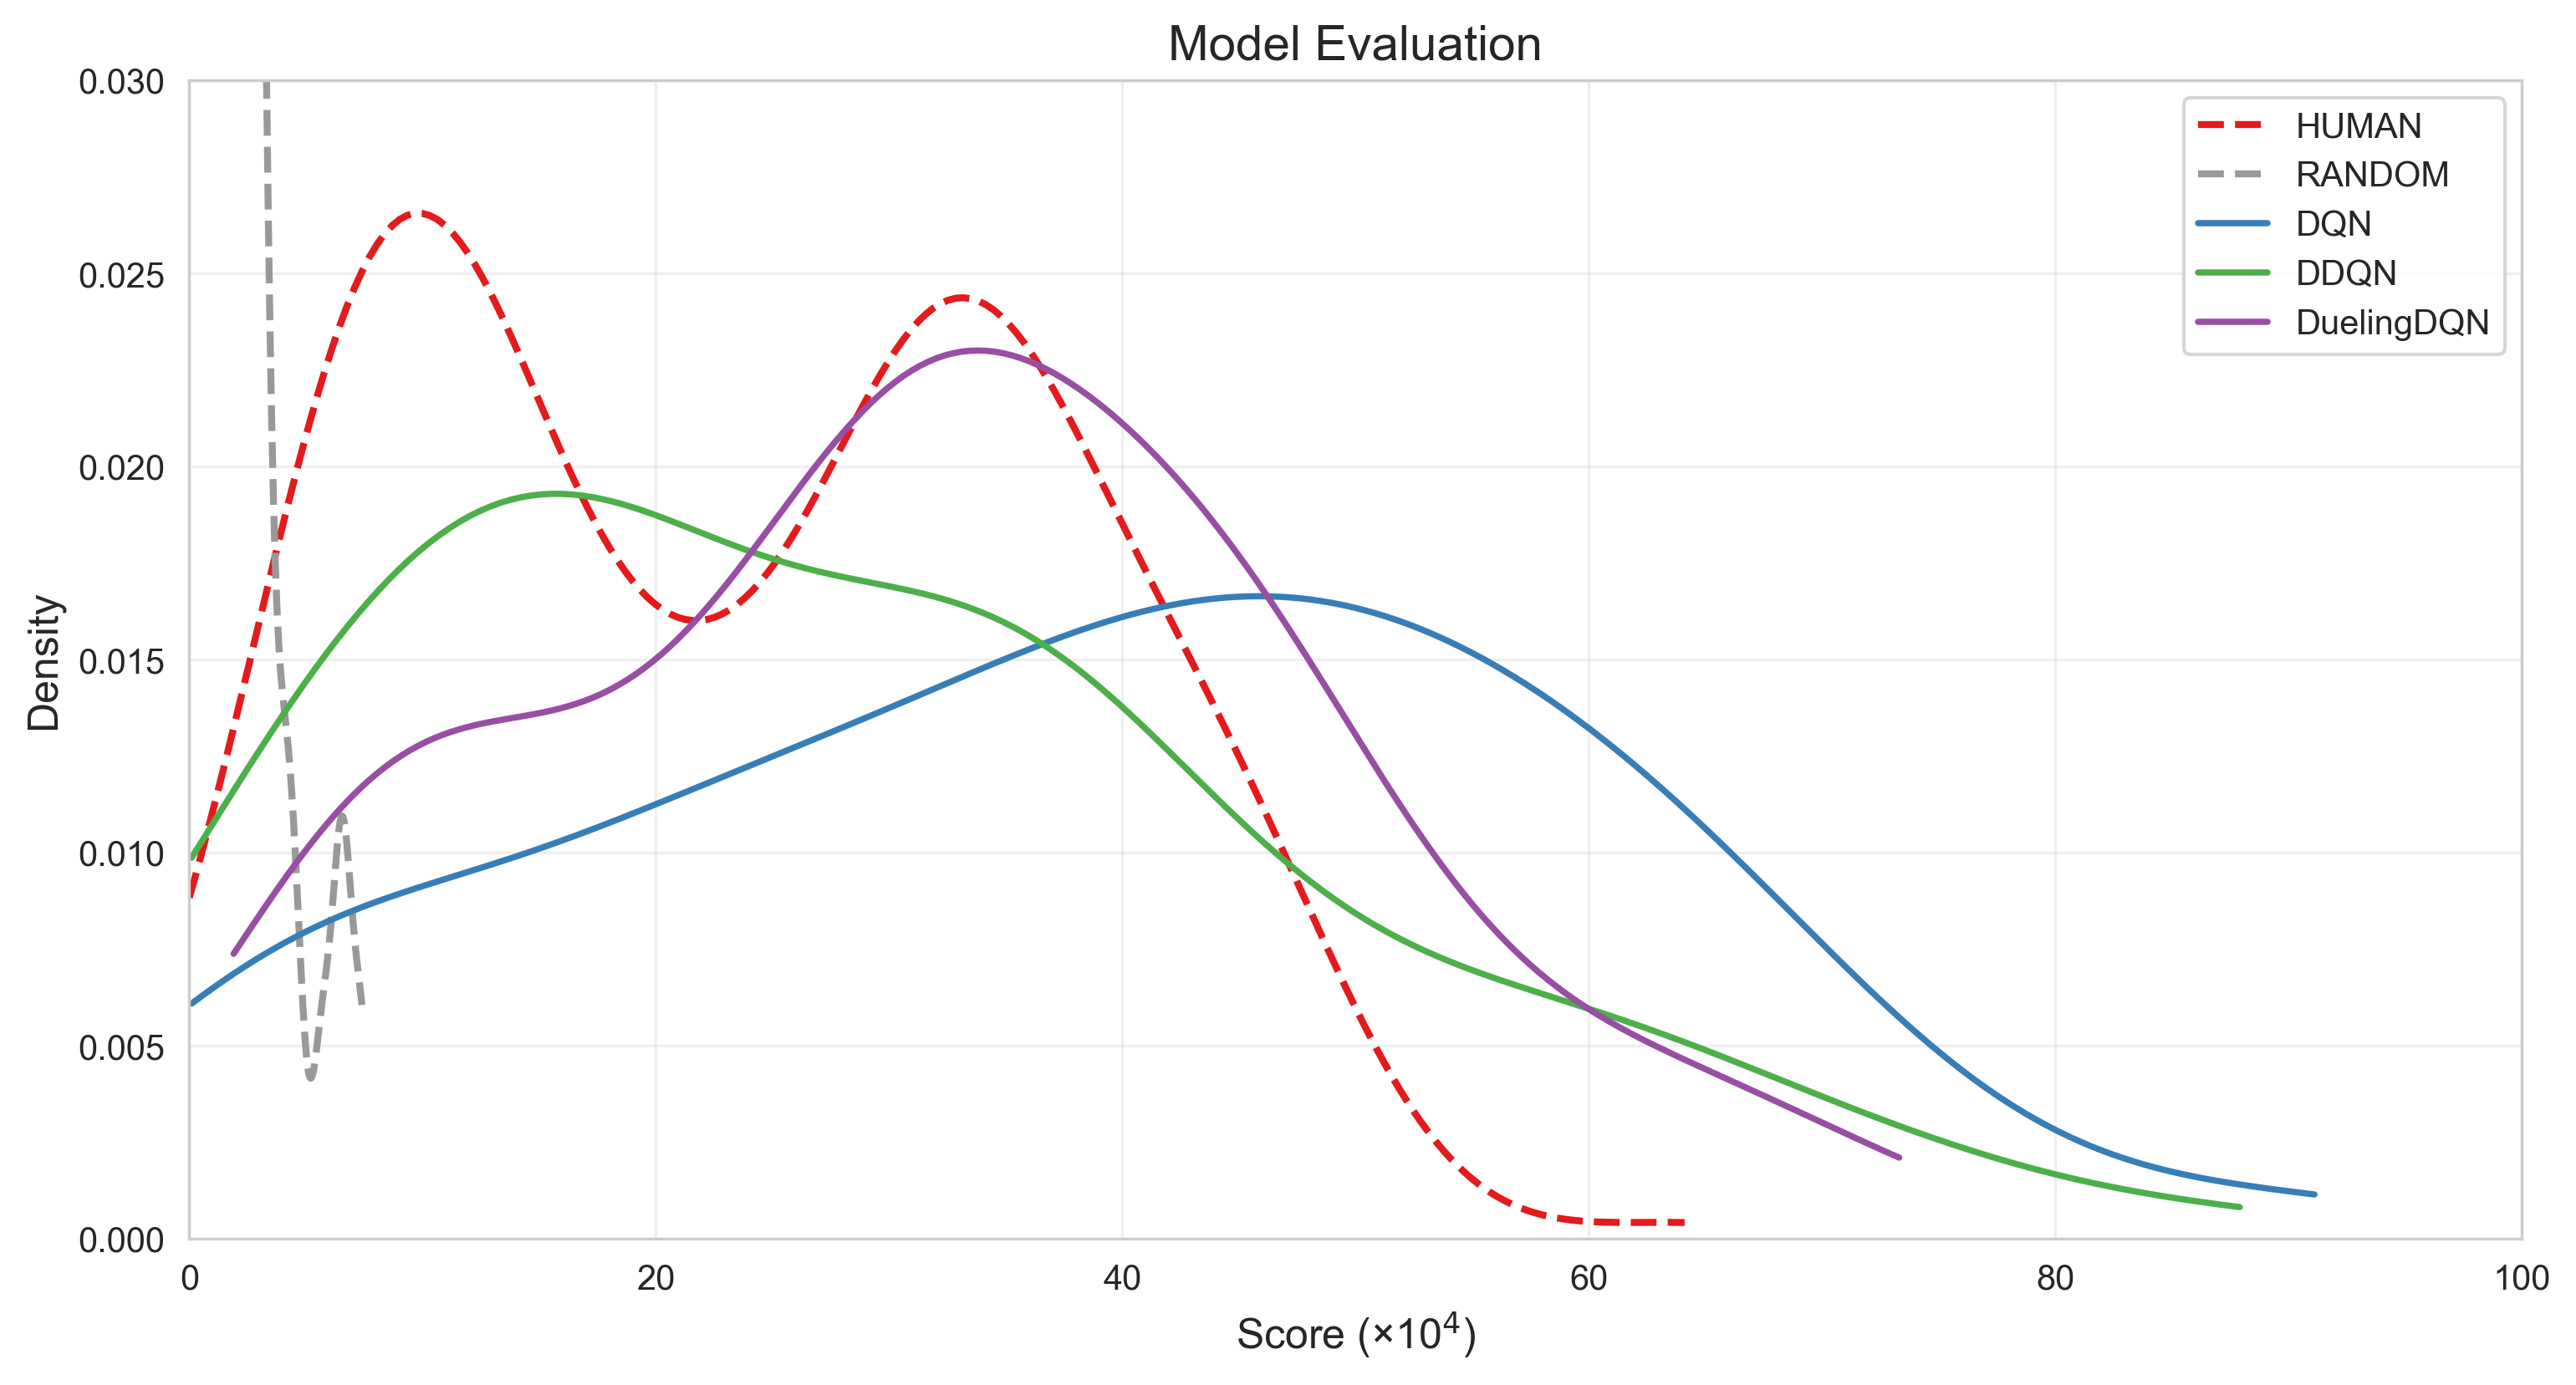 Model Evaluation
0.030
0.025
0.020
0.015
0.010
0.005
0.000
Density
HUMAN
RANDOM
DQN
DDQN
DuelingDQN
0 20 40 60 80 100
Score (×10⁴)